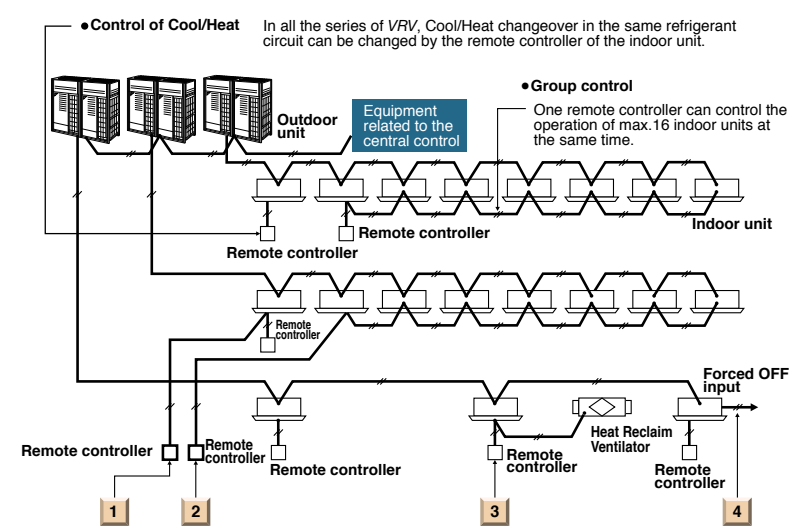 ●Control of Cool/Heat
In all the series of VRV, Cool/Heat changeover in the same refrigerant
circuit can be changed by the remote controller of the indoor unit.
●Group control
One remote controller can control the
operation of max.16 indoor units at
the same time.
Outdoor
unit
Equipment
related to the
central control
Indoor unit
Remote controller
Remote controller
Remote
controller
Forced OFF
input
Remote controller
Remote
controller
Remote controller
Remote
controller
Heat Reclaim
Ventilator
Remote
controller
1
2
3
4